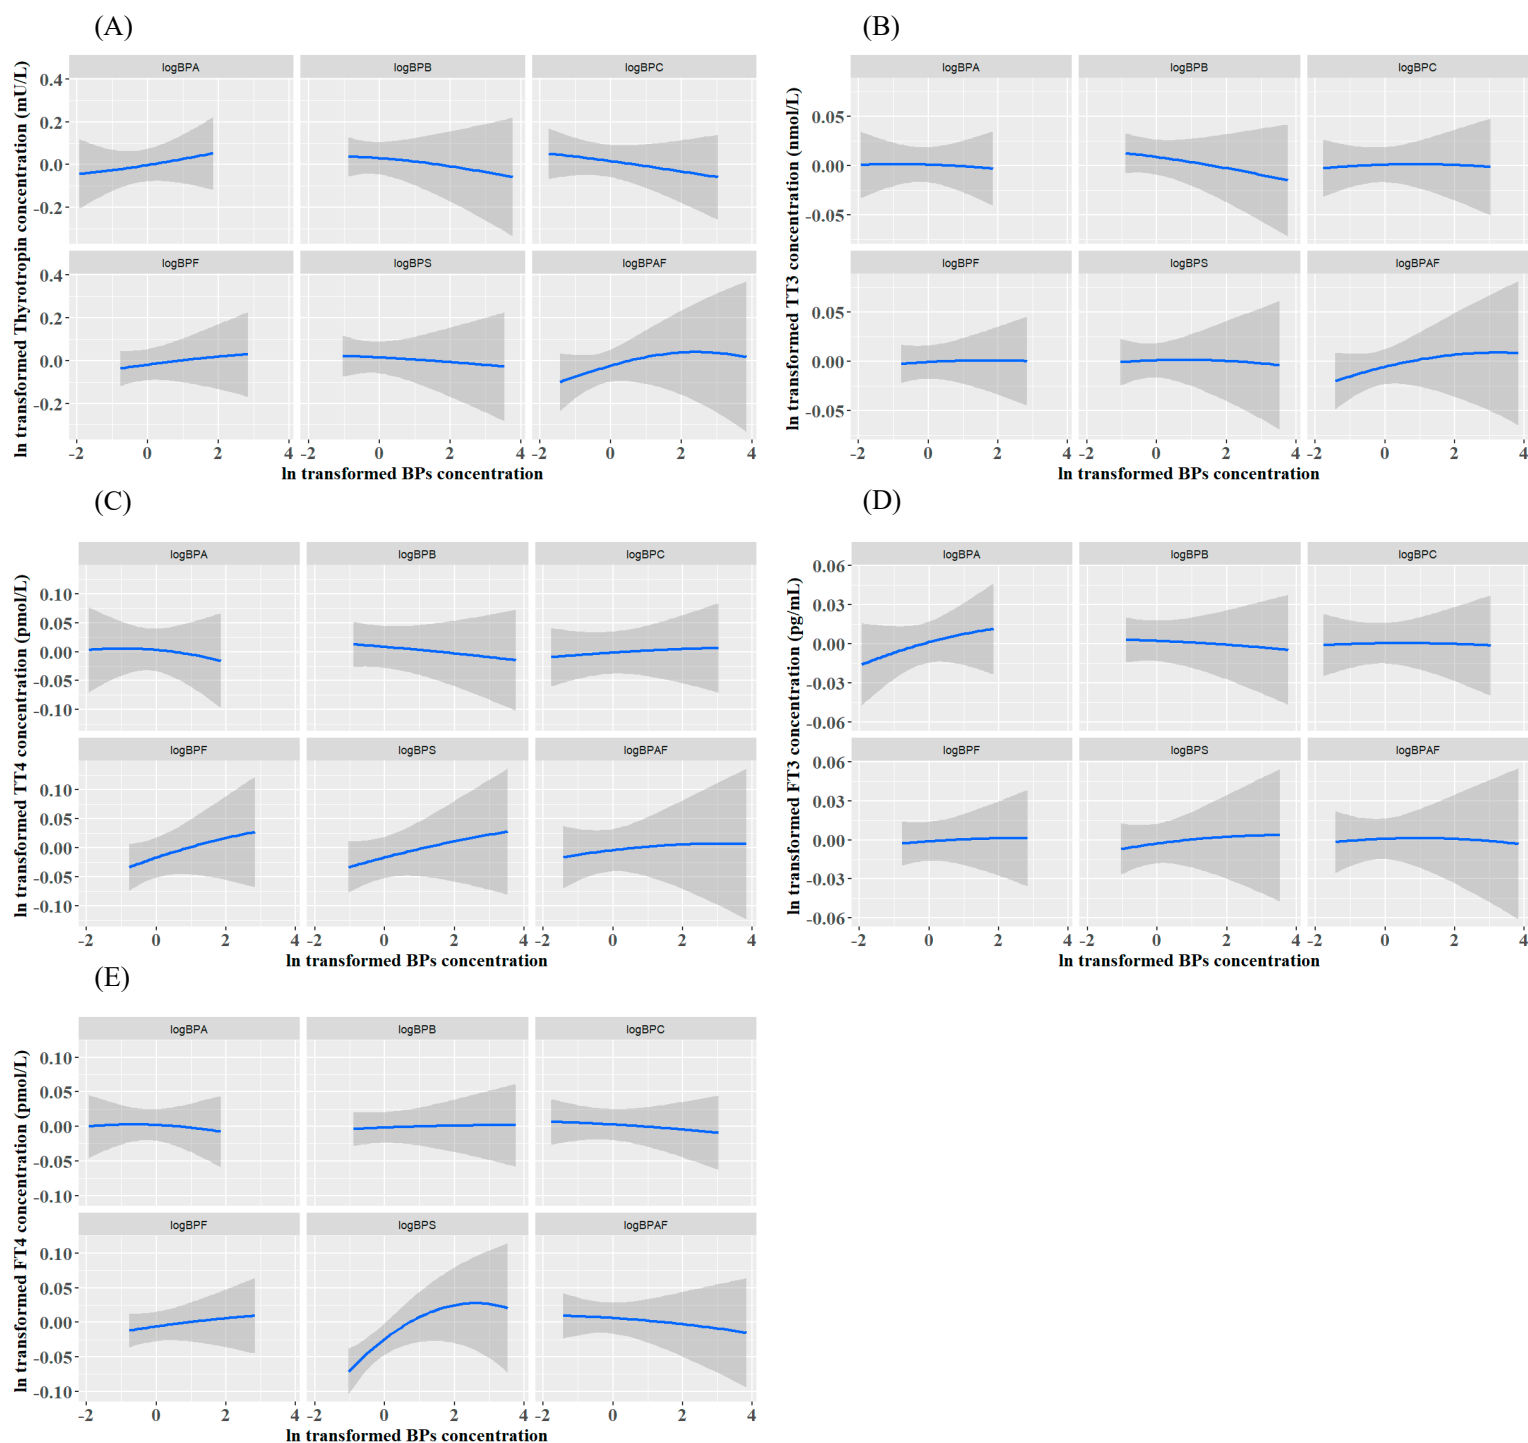 (A)
logBPA logBPB logBPC
0.4
0.2
0.0
-0.2
logBPF logBPS logBPAF
0.4
0.2
0.0
-0.2
-2 0 2 4 -2 0 2 4 -2 0 2 4
ln transformed Thyrotropin concentration (mU/L)
ln transformed BPs concentration
(B)
logBPA logBPB logBPC
0.05
0.00
-0.05
logBPF logBPS logBPAF
0.05
0.00
-0.05
-2 0 2 4 -2 0 2 4 -2 0 2 4
ln transformed TT3 concentration (nmol/L)
ln transformed BPs concentration
(C)
logBPA logBPB logBPC
0.10
0.05
0.00
-0.05
-0.10
logBPF logBPS logBPAF
0.10
0.05
0.00
-0.05
-0.10
-2 0 2 4 -2 0 2 4 -2 0 2 4
ln transformed TT4 concentration (pmol/L)
ln transformed BPs concentration
(D)
logBPA logBPB logBPC
0.06
0.03
0.00
-0.03
-0.06
logBPF logBPS logBPAF
0.06
0.03
0.00
-0.03
-0.06
-2 0 2 4 -2 0 2 4 -2 0 2 4
ln transformed FT3 concentration (pg/mL)
ln transformed BPs concentration
(E)
logBPA logBPB logBPC
0.10
0.05
0.00
-0.05
-0.10
logBPF logBPS logBPAF
0.10
0.05
0.00
-0.05
-0.10
-2 0 2 4 -2 0 2 4 -2 0 2 4
ln transformed FT4 concentration (pmol/L)
ln transformed BPs concentration